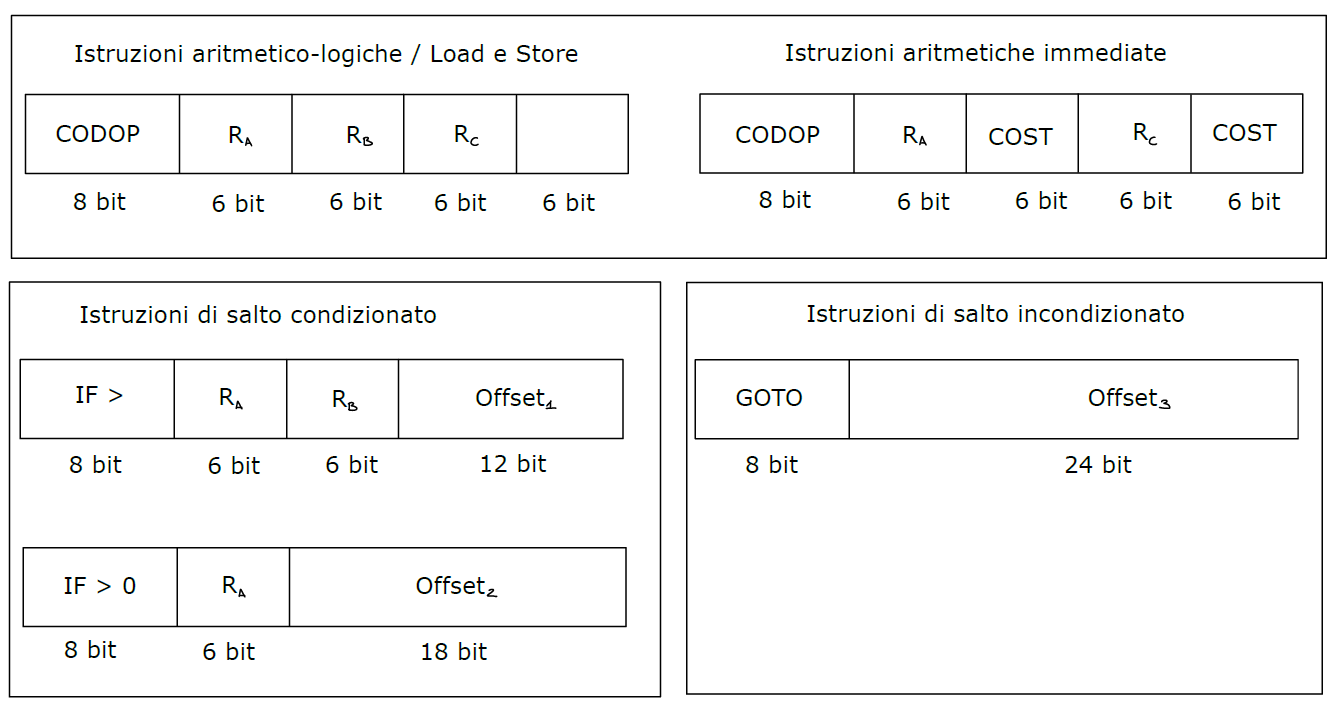 Istruzioni aritmetico-logiche / Load e Store
CODOP R_A R_B R_C
8 bit 6 bit 6 bit 6 bit 6 bit
Istruzioni aritmetiche immediate
CODOP R_A COST R_C COST
8 bit 6 bit 6 bit 6 bit 6 bit
Istruzioni di salto condizionato
IF > R_A R_B Offset_1
8 bit 6 bit 6 bit 12 bit
IF > 0 R_A Offset_2
8 bit 6 bit 18 bit
Istruzioni di salto incondizionato
GOTO Offset_3
8 bit 24 bit